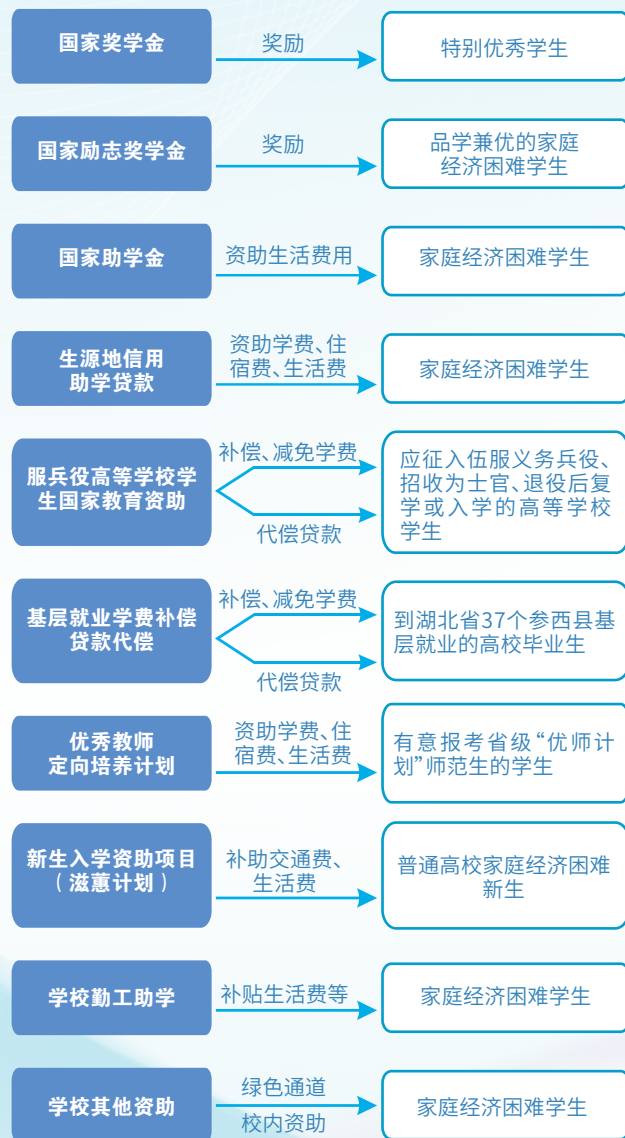 国家奖学金
奖励
特别优秀学生
国家励志奖学金
奖励
品学兼优的家庭
经济困难学生
国家助学金
资助生活费用
家庭经济困难学生
生源地信用
助学贷款
资助学费、住
宿费、生活费
家庭经济困难学生
服兵役高等学校学
生国家教育资助
补偿、减免学费
代偿贷款
应征入伍服义务兵役、
招收为士官、退役后复
学或入学的高等学校
学生
基层就业学费补偿
贷款代偿
补偿、减免学费
代偿贷款
到湖北省37个参西县基
层就业的高校毕业生
优秀教师
定向培养计划
资助学费、住
宿费、生活费
有意报考省级“优师计
划”师范生的学生
新生入学资助项目
（滋蕙计划）
补助交通费、
生活费
普通高校家庭经济困难
新生
学校勤工助学
补贴生活费等
家庭经济困难学生
学校其他资助
绿色通道
校内资助
家庭经济困难学生